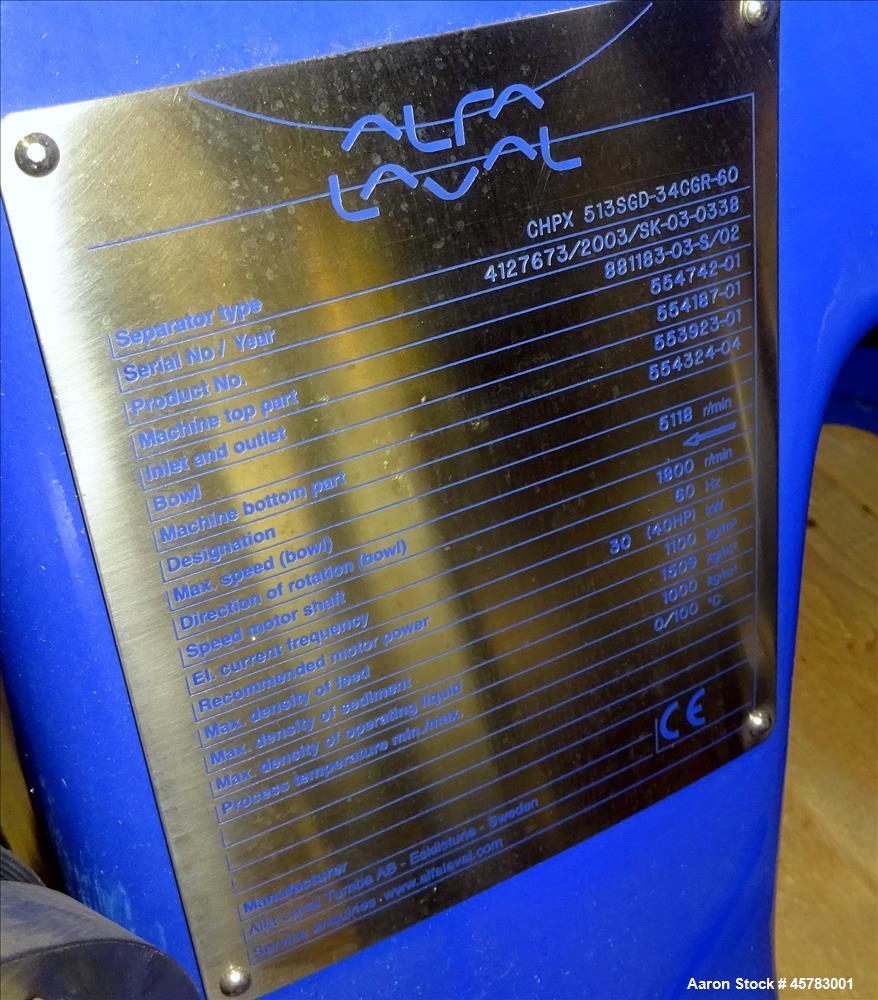 ALFA
LAVAL
Separator type CHPX 513SGD-34CGR-60
Serial No / Year 4127673/2003/SK-03-0338
Product No. 881183-03-S/02
Machine top part 554742-01
Inlet and outlet 554187-01
Bowl 553923-01
Machine bottom part 554324-04
Designation
Max. speed (bowl) 5118 r/min
Direction of rotation (bowl)
Speed motor shaft 1800 r/min
El. current frequency 60 Hz
Recommended motor power 30 (40HP) kW
Max. density of feed 1100 kg/m³
Max. density of sediment 1509 kg/m³
Max. density of operating liquid 1000 kg/m³
Process temperature min./max. 0/100 °C
CE
Manufacturer
Alfa Laval Tumba AB - Eskilstuna - Sweden
Service enquiries www.alfalaval.com
Aaron Stock # 45783001